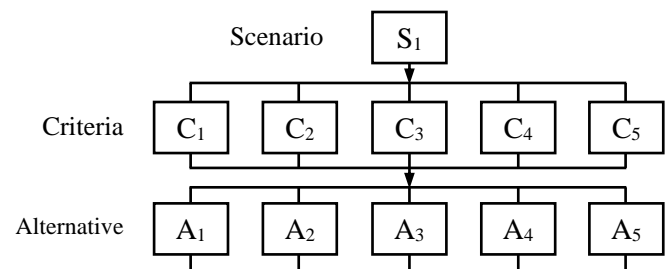 Scenario S₁
Criteria C₁ C₂ C₃ C₄ C₅
Alternative A₁ A₂ A₃ A₄ A₅